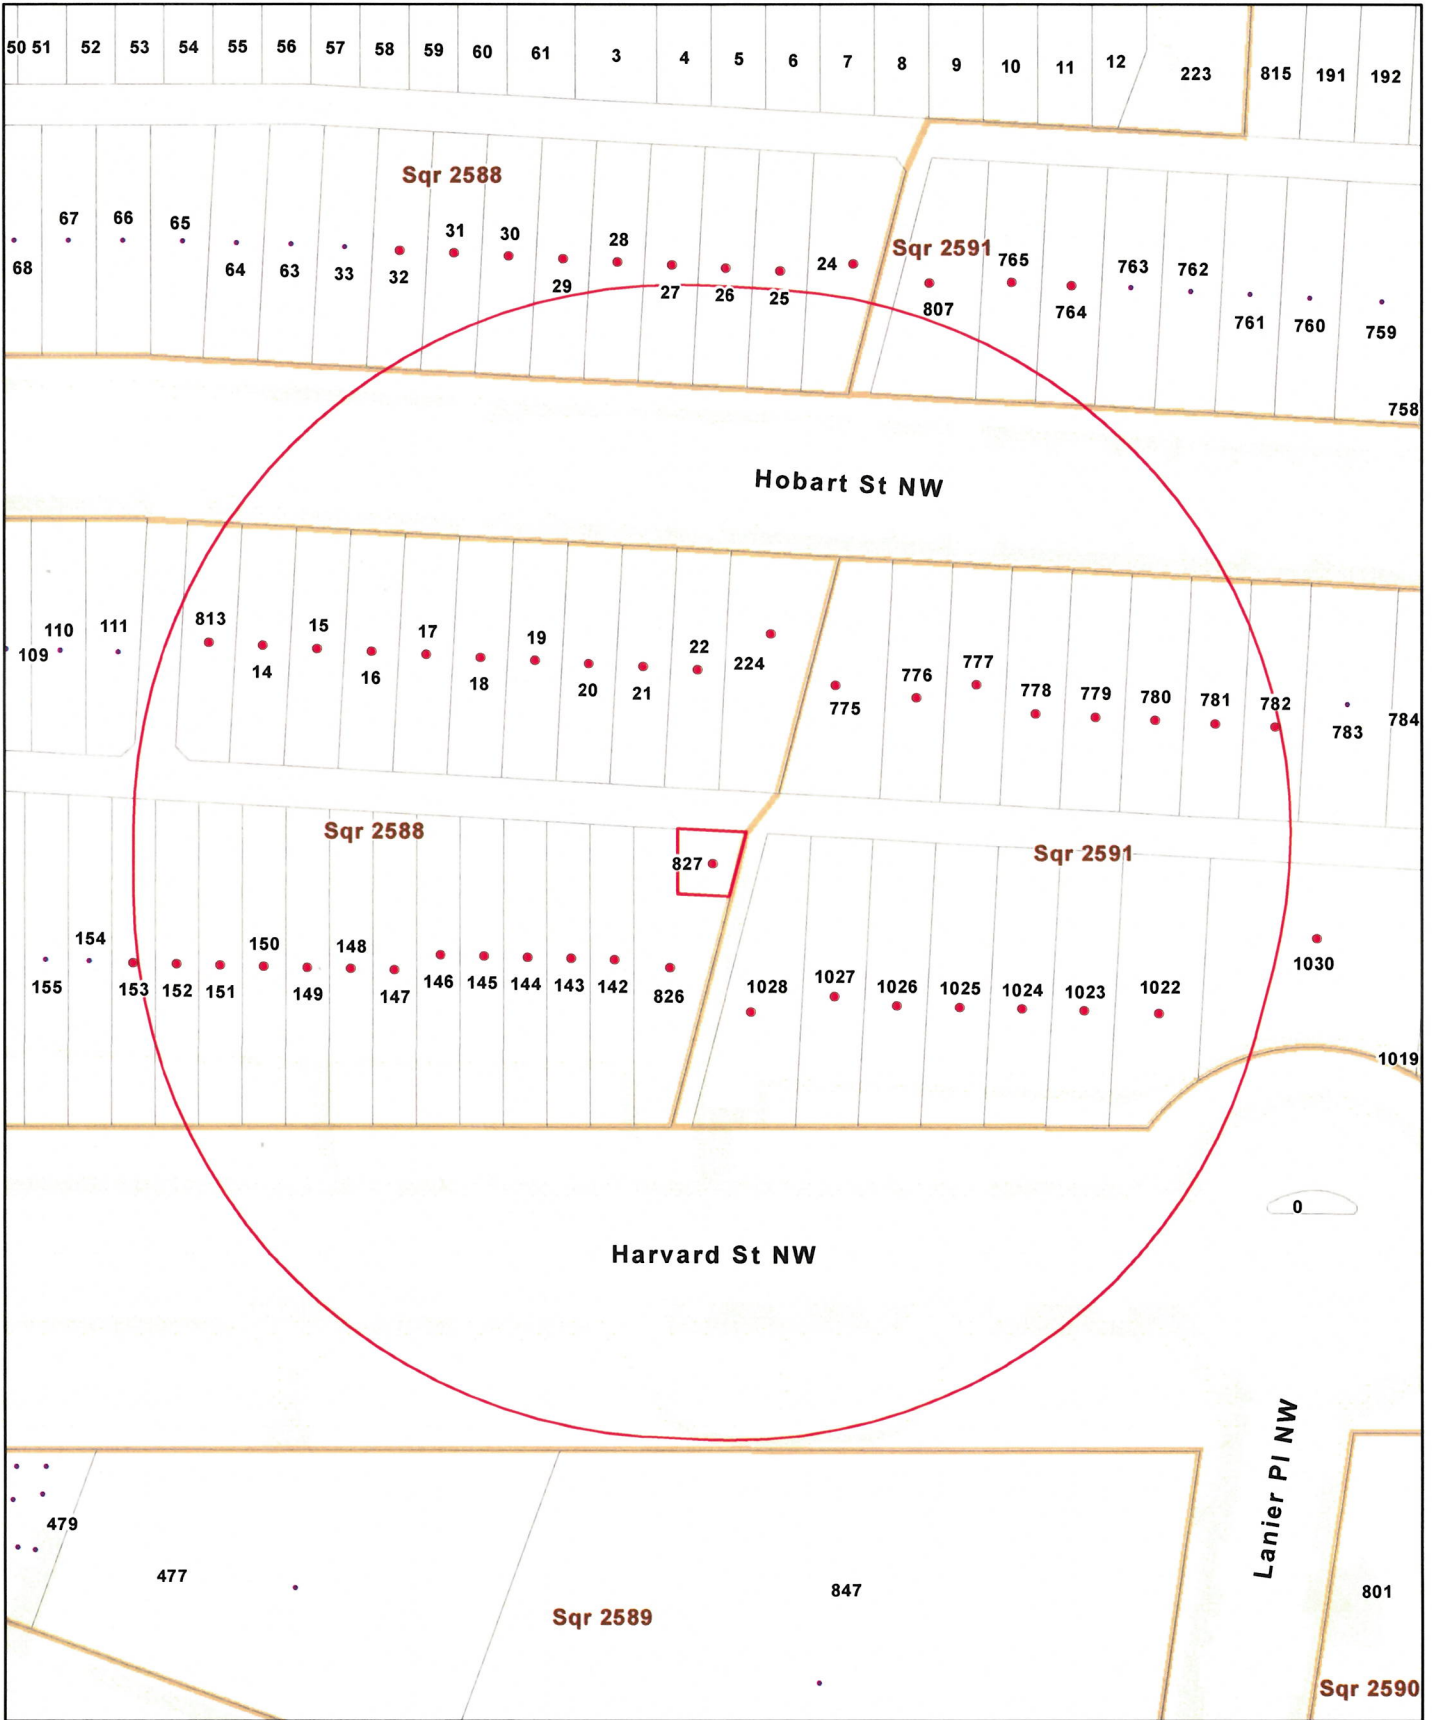 50 51 52 53 54 55 56 57 58 59 60 61 3 4 5 6 7 8 9 10 11 12 223 815 191 192
Sqr 2588
Sqr 2591
67 66 65 31 30 28 24 765 763 762
68 64 63 33 32 29 27 26 25 807 764 761 760 759
758
Hobart St NW
813 15 17 19 22 776 777 778 779 780 781 782
109 110 111 14 16 18 20 21 224 775 783 784
Sqr 2588
Sqr 2591
827
154 150 148 1027
155 153 152 151 149 147 146 145 144 143 142 826 1028 1026 1025 1024 1023 1022 1030
1019
0
Harvard St NW
Lanier Pl NW
479
477
847
801
Sqr 2589
Sqr 2590